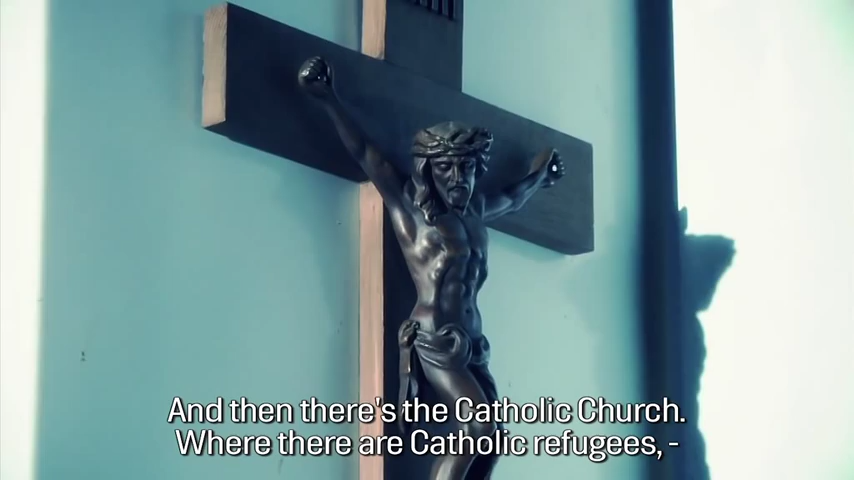 And then there's the Catholic Church.
Where there are Catholic refugees, -